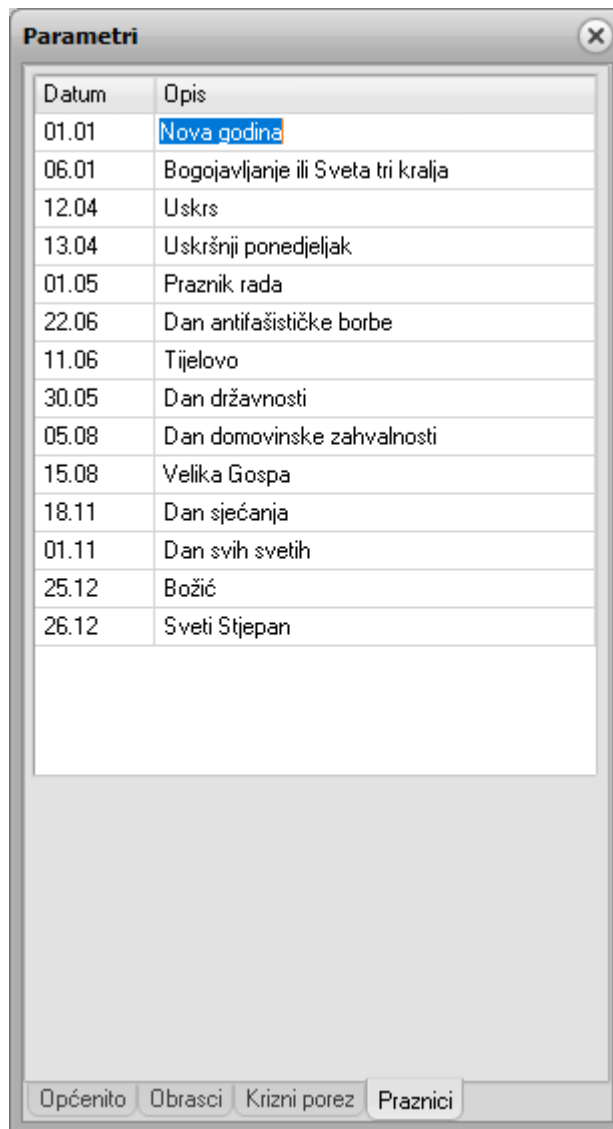 Parametri
Datum Opis
01.01 Nova godina
06.01 Bogojavljanje ili Sveta tri kralja
12.04 Uskrs
13.04 Uskršnji ponedjeljak
01.05 Praznik rada
22.06 Dan antifašističke borbe
11.06 Tijelovo
30.05 Dan državnosti
05.08 Dan domovinske zahvalnosti
15.08 Velika Gospa
18.11 Dan sjećanja
01.11 Dan svih svetih
25.12 Božić
26.12 Sveti Stjepan
Općenito Obrasci Krizni porez Praznici